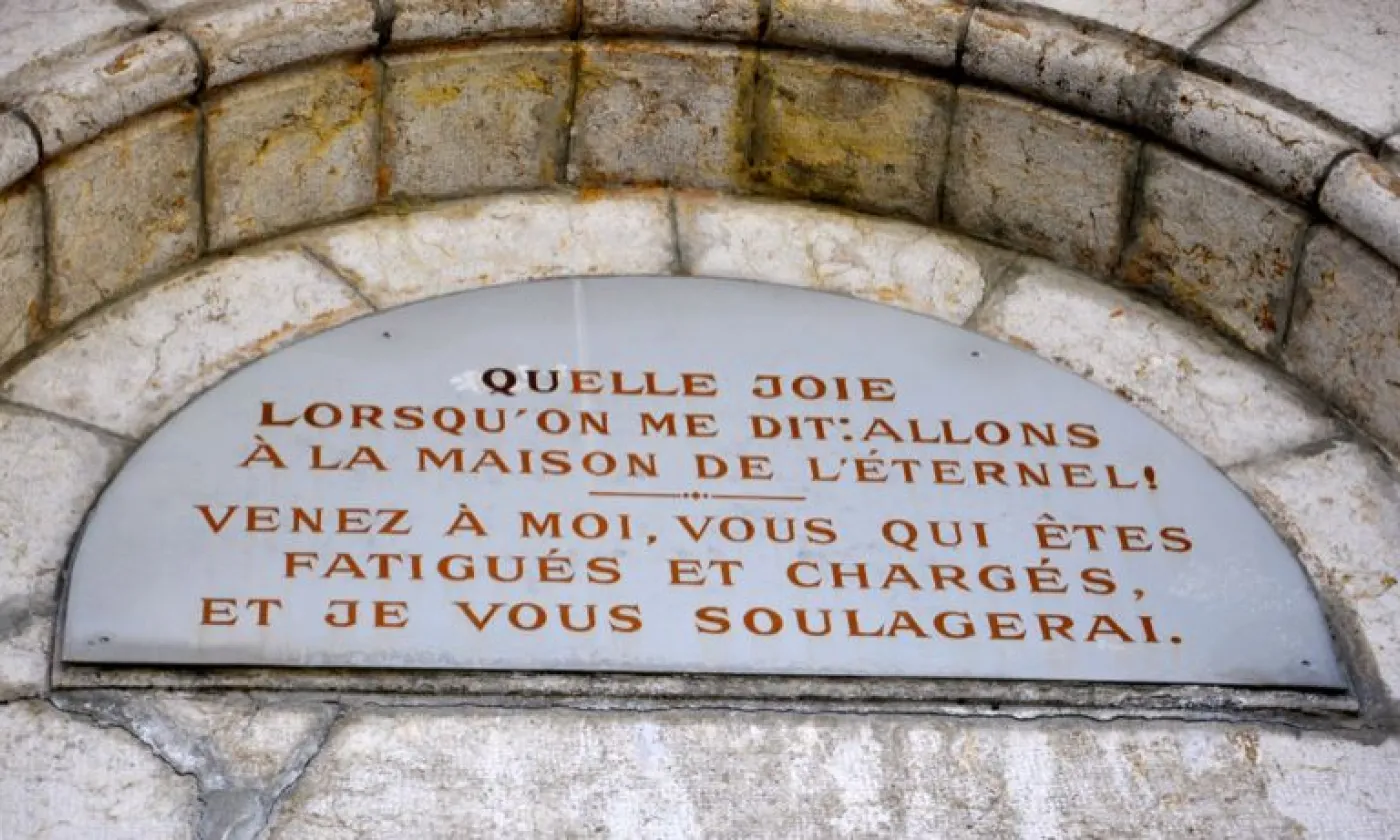 QUELLE JOIE
LORSQU'ON ME DIT: ALLONS
À LA MAISON DE L'ÉTERNEL!
VENEZ À MOI, VOUS QUI ÊTES
FATIGUÉS ET CHARGÉS,
ET JE VOUS SOULAGERAI.